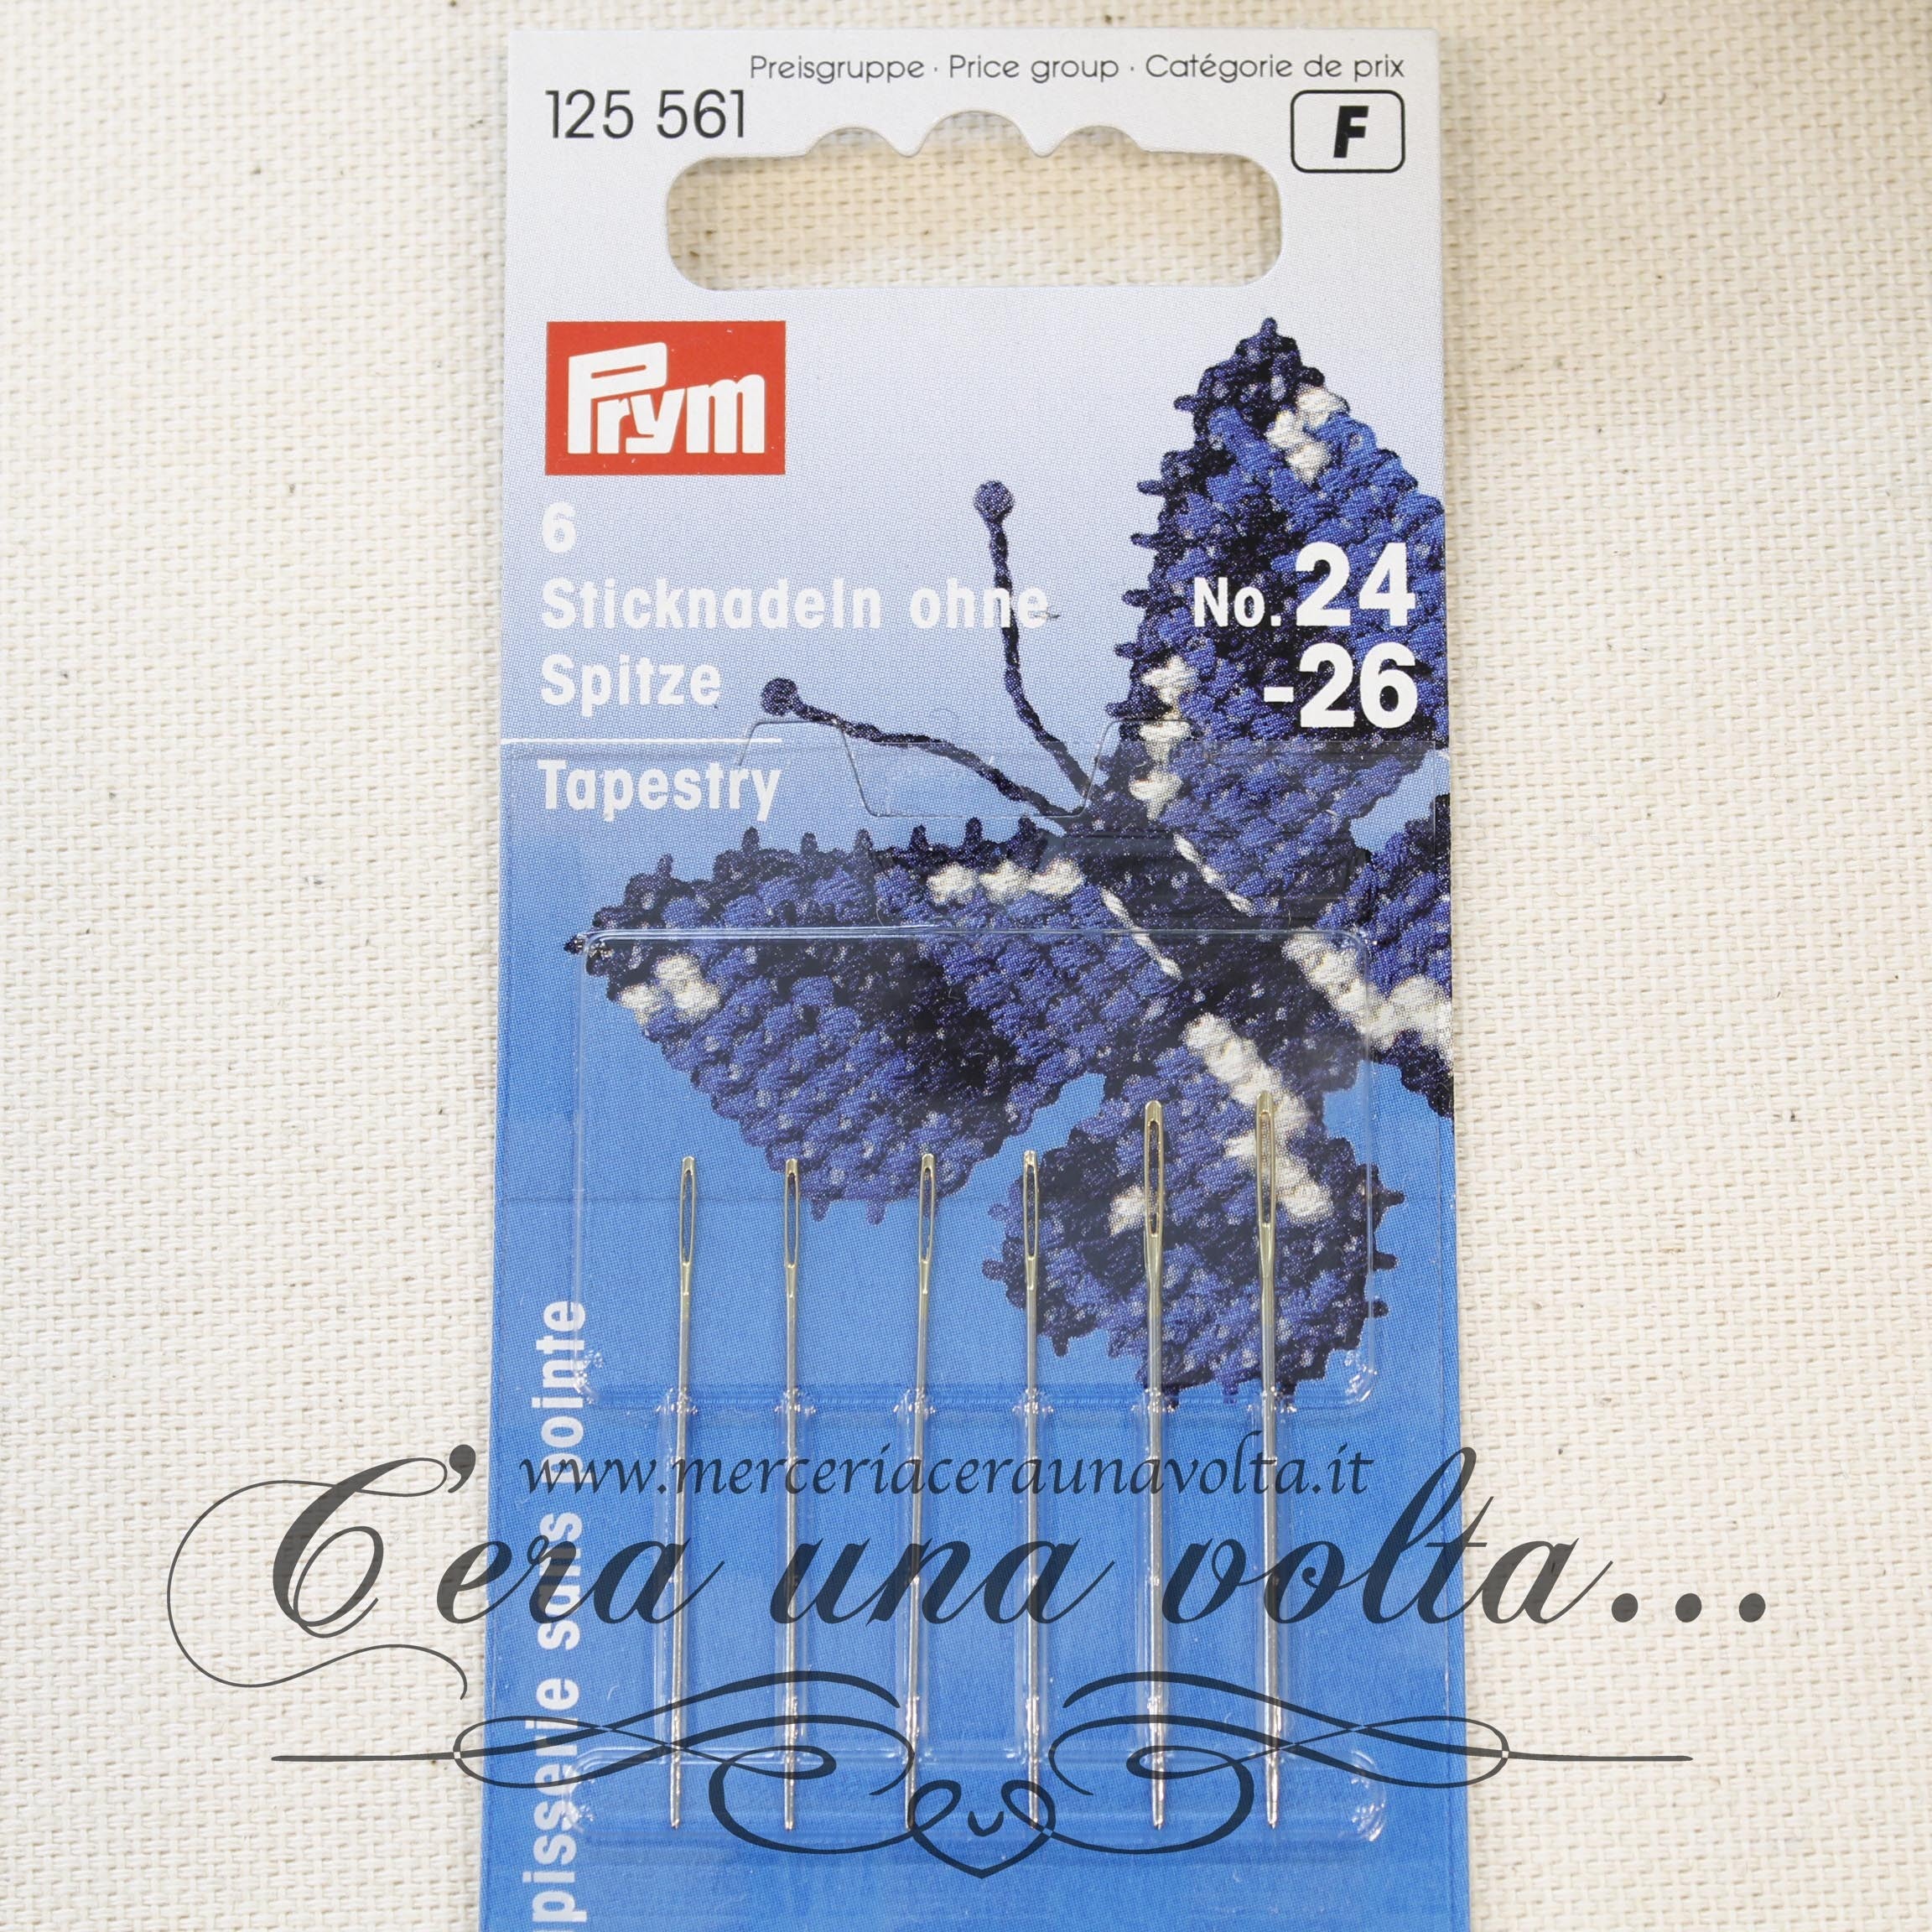 Preisgruppe · Price group · Catégorie de prix
125 561
F
Prym
6
Sticknadeln ohne
Spitze
No. 24
-26
Tapestry
sans pointe
www.merceriaceraunavolta.it
C'era una volta...